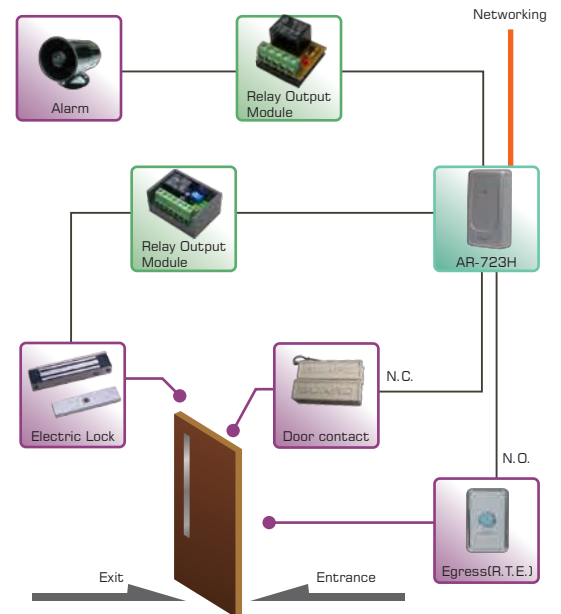 Networking
Alarm
Relay Output
Module
Relay Output
Module
AR-723H
N.C.
Electric Lock
Door contact
N.O.
Egress(R.T.E.)
Exit
Entrance